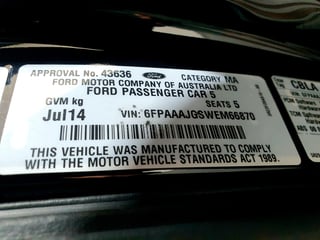 APPROVAL No. 43636 Ford CATEGORY MA
FORD MOTOR COMPANY OF AUSTRALIA LTD
FORD PASSENGER CAR 5
GVM kg SEATS 5
Jul14 VIN: 6FPAAAJGSWEM66870
THIS VEHICLE WAS MANUFACTURED TO COMPLY
WITH THE MOTOR VEHICLE STANDARDS ACT 1989.
CBLA